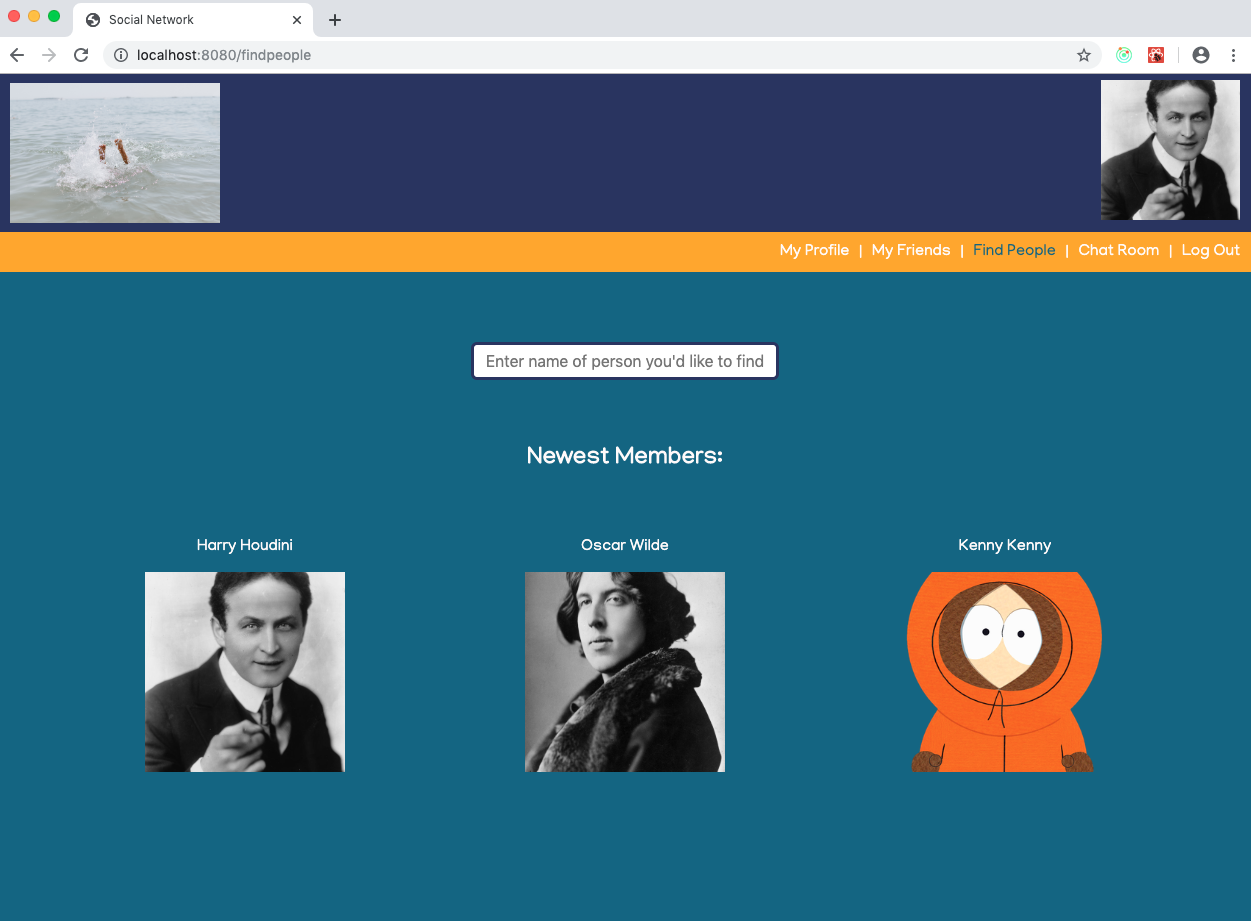 Social Network
localhost:8080/findpeople
My Profile | My Friends | Find People | Chat Room | Log Out
Enter name of person you'd like to find
Newest Members:
Harry Houdini
Oscar Wilde
Kenny Kenny